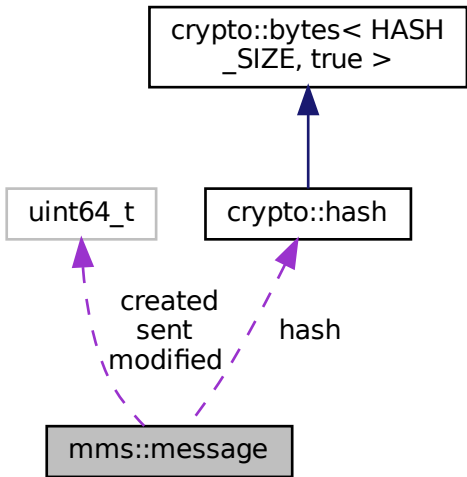 crypto::bytes< HASH
_SIZE, true >
uint64_t
crypto::hash
created
sent
modified
hash
mms::message